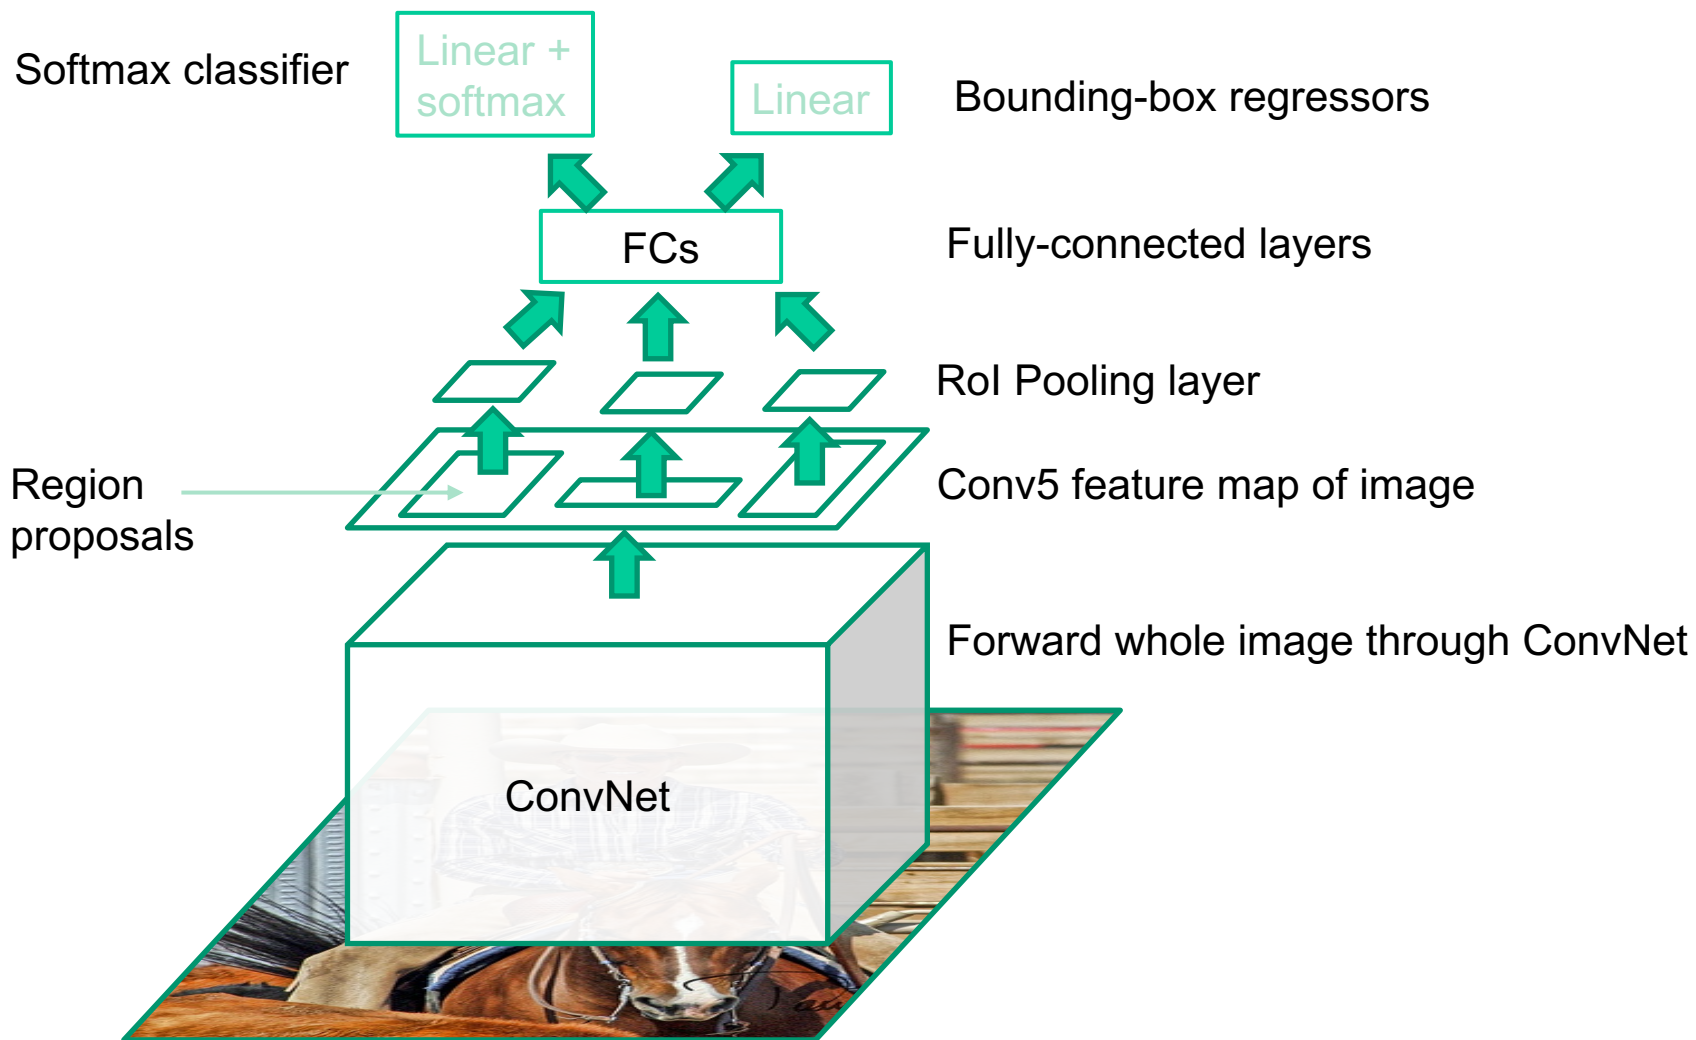 Softmax classifier
Linear +
softmax
Linear
Bounding-box regressors
FCs
Fully-connected layers
RoI Pooling layer
Region
proposals
Conv5 feature map of image
Forward whole image through ConvNet
ConvNet